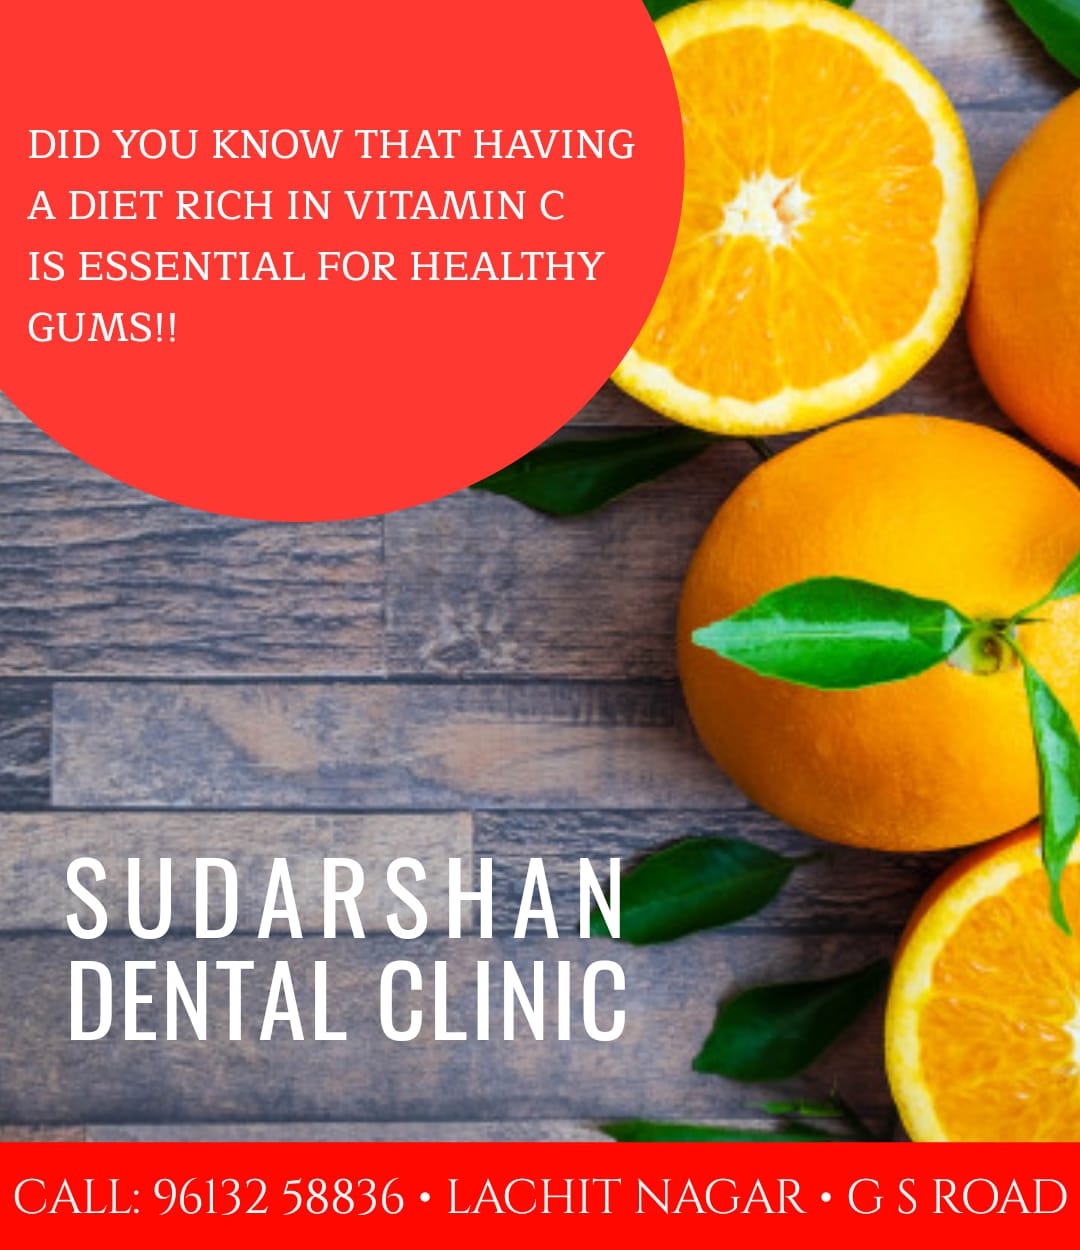 DID YOU KNOW THAT HAVING
A DIET RICH IN VITAMIN C
IS ESSENTIAL FOR HEALTHY
GUMS!!
SUDARSHAN
DENTAL CLINIC
CALL: 96132 58836 • LACHIT NAGAR • G S ROAD